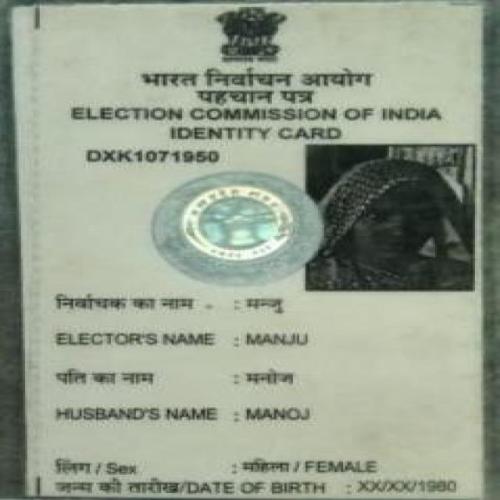 भारत निर्वाचन आयोग
पहचान पत्र
ELECTION COMMISSION OF INDIA
IDENTITY CARD
DXK1071950
निर्वाचक का नाम - : मन्जु
ELECTOR'S NAME : MANJU
पति का नाम : मनोज
HUSBAND'S NAME : MANOJ
लिंग / Sex : महिला / FEMALE
जन्म की तारीख/DATE OF BIRTH : XX/XX/1980